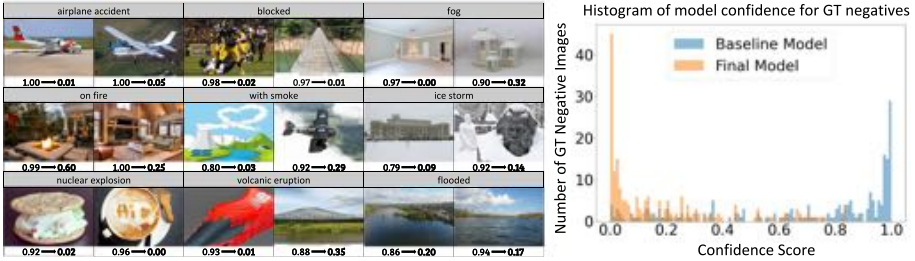 airplane accident
blocked
fog
1.00→0.01
1.00→0.05
0.98→0.02
0.97→0.01
0.97→0.00
0.90→0.32
on fire
with smoke
ice storm
0.99→0.60
1.00→0.25
0.80→0.03
0.92→0.29
0.79→0.09
0.92→0.14
nuclear explosion
volcanic eruption
flooded
0.92→0.02
0.96→0.00
0.93→0.01
0.88→0.35
0.86→0.20
0.94→0.17
Histogram of model confidence for GT negatives
Number of GT Negative Images
40
30
20
10
0
Baseline Model
Final Model
0.0
0.2
0.4
0.6
0.8
1.0
Confidence Score